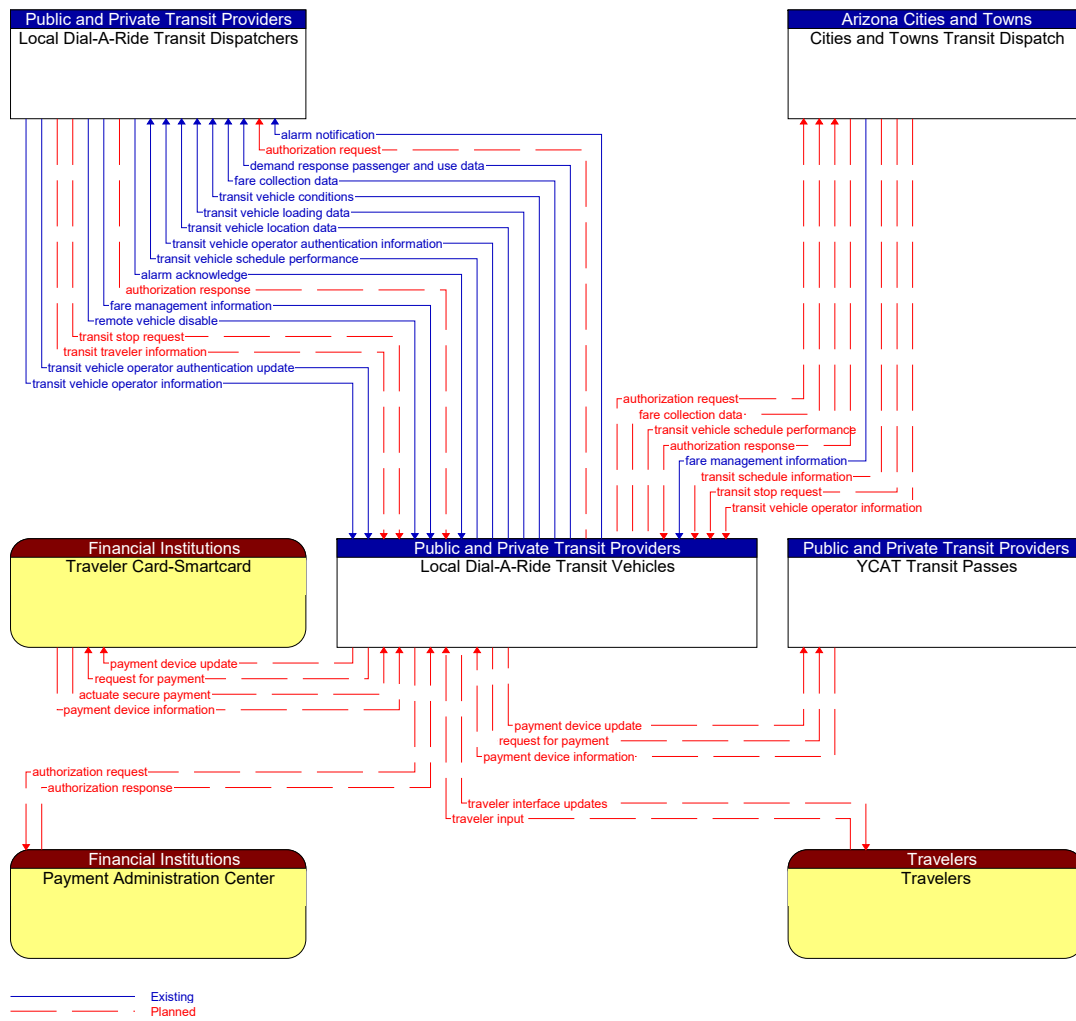 Public and Private Transit Providers
Local Dial-A-Ride Transit Dispatchers
Arizona Cities and Towns
Cities and Towns Transit Dispatch
alarm notification
authorization request
demand response passenger and use data
fare collection data
transit vehicle conditions
transit vehicle loading data
transit vehicle location data
transit vehicle operator authentication information
transit vehicle schedule performance
alarm acknowledge
authorization response
fare management information
remote vehicle disable
transit stop request
transit traveler information
transit vehicle operator authentication update
transit vehicle operator information
authorization request
fare collection data
transit vehicle schedule performance
authorization response
fare management information
transit schedule information
transit stop request
transit vehicle operator information
Financial Institutions
Traveler Card-Smartcard
Public and Private Transit Providers
Local Dial-A-Ride Transit Vehicles
Public and Private Transit Providers
YCAT Transit Passes
payment device update
request for payment
actuate secure payment
payment device information
payment device update
request for payment
payment device information
authorization request
authorization response
traveler interface updates
traveler input
Financial Institutions
Payment Administration Center
Travelers
Travelers
Existing
Planned